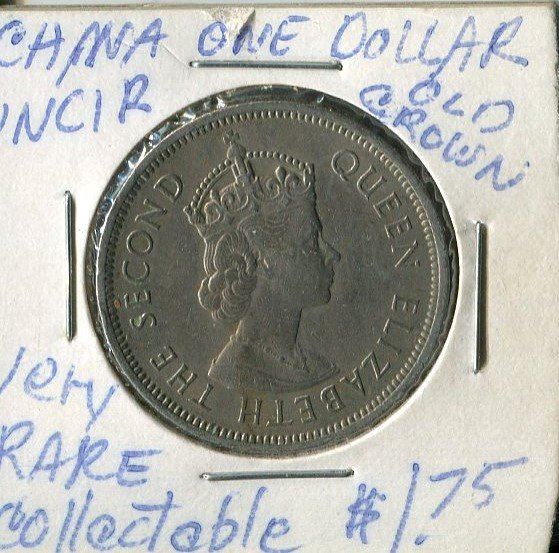 CHINA ONE DOLLAR
UNCIR
OLD
CROWN
QUEEN ELIZABETH THE SECOND
Very
RARE
collectable $1.75